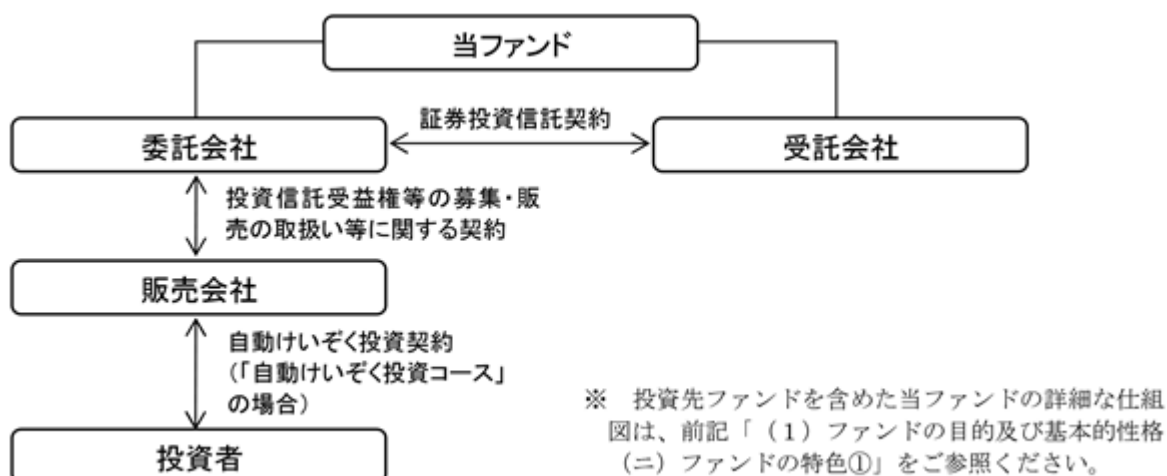 当ファンド
委託会社
証券投資信託契約
受託会社
投資信託受益権等の募集・販
売の取扱い等に関する契約
販売会社
自動けいぞく投資契約
(「自動けいぞく投資コース」
の場合)
投資者
※　投資先ファンドを含めた当ファンドの詳細な仕組
図は、前記「(1)ファンドの目的及び基本的性格
(ニ)ファンドの特色①」をご参照ください。